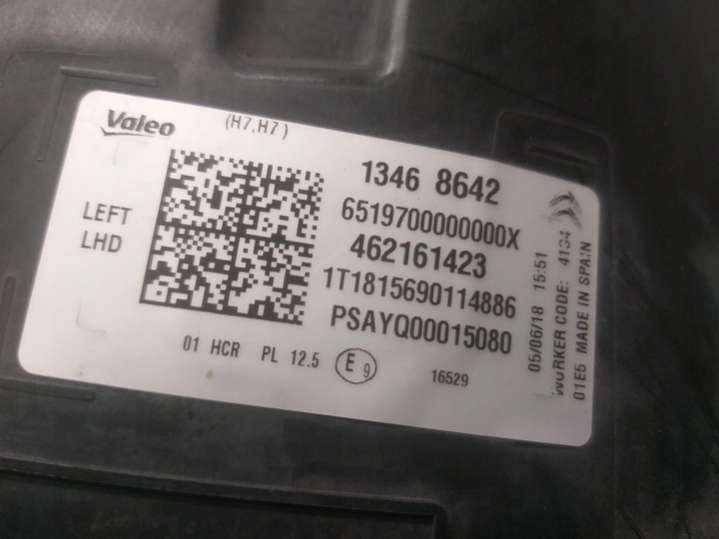 Valeo
(H7,H7)
LEFT
LHD
1346 8642
6519700000000X
462161423
1T1815690114886
PSAYQ00015080
01 HCR PL 12.5 E 9
16529
05/06/18 15:51
WORKER CODE: 4134
01E5 MADE IN SPAIN